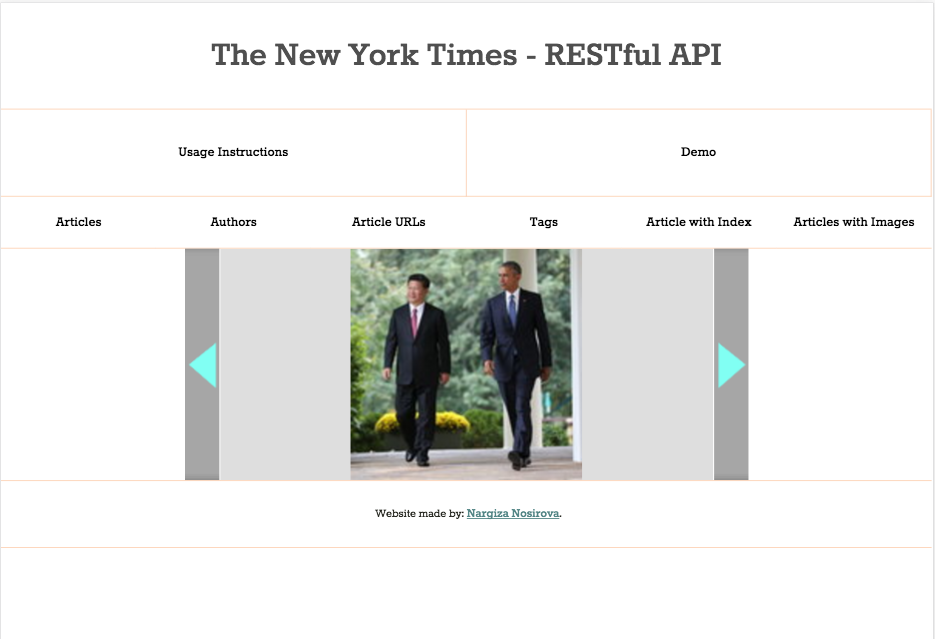 The New York Times - RESTful API
Usage Instructions
Demo
Articles
Authors
Article URLs
Tags
Article with Index
Articles with Images
Website made by: Nargiza Nosirova.